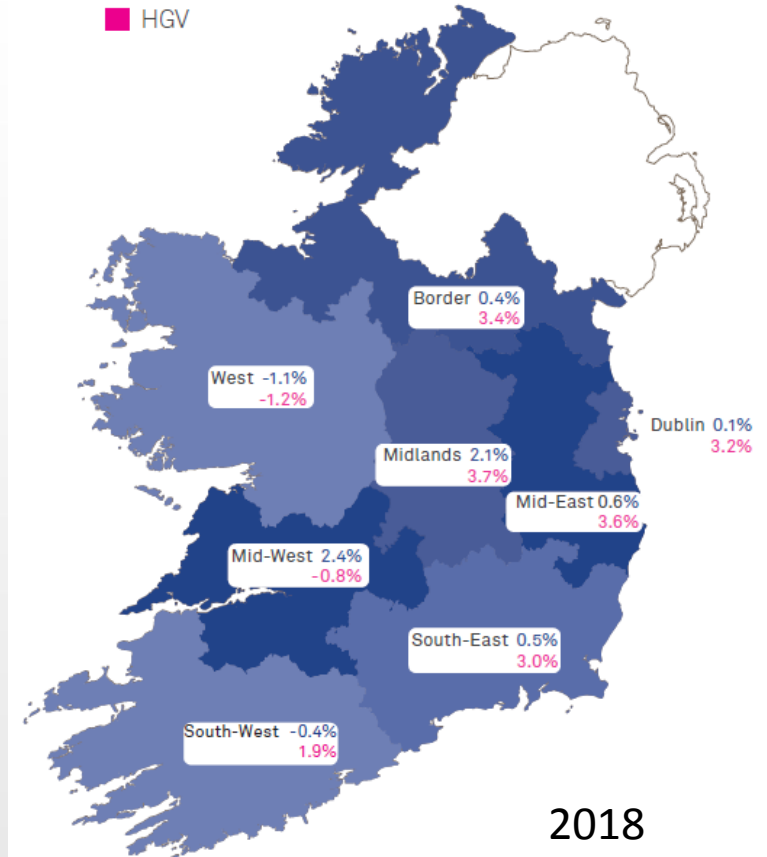 HGV
Border 0.4%
3.4%
West -1.1%
-1.2%
Dublin 0.1%
3.2%
Midlands 2.1%
3.7%
Mid-East 0.6%
3.6%
Mid-West 2.4%
-0.8%
South-East 0.5%
3.0%
South-West -0.4%
1.9%
2018